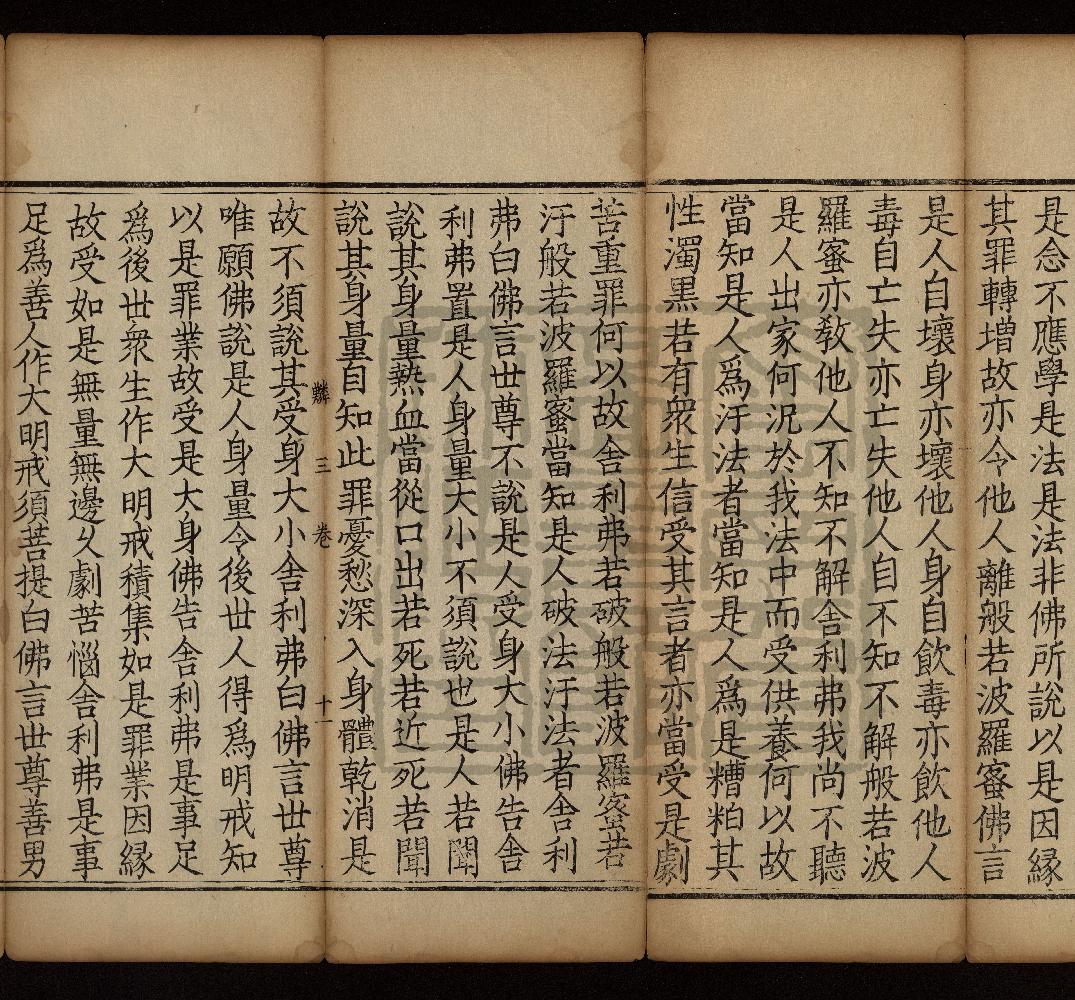 是念不應學是法是法非佛所說以是因緣
其罪轉增故亦令他人離般若波羅蜜佛言
是人自壞身亦壞他人身自飲毒亦飲他人
毒自亡失亦亡失他人自不知不解般若波
羅蜜亦教他人不知不解舍利弗我尚不聽
是人出家何況於我法中而受供養何以故
當知是人為汙法者當知是人為是糟粕其
性濁黑若有眾生信受其言者亦當受是劇
苦重罪何以故舍利弗若破般若波羅蜜若
汙般若波羅蜜當知是人破法汙法者舍利
弗白佛言世尊不說是人受身大小佛告舍
利弗置是人身量大小不須說也是人若聞
說其身量熱血當從口出若死若近死若聞
說其身量自知此罪憂愁深入身體乾消是
故不須說其受身大小舍利弗白佛言世尊
三 卷 十一
唯願佛說是人身量令後世人得為明戒知
以是罪業故受是大身佛告舍利弗是事足
為後世眾生作大明戒積集如是罪業因緣
故受如是無量無邊久劇苦惱舍利弗是事
足為善人作大明戒須菩提白佛言世尊善男